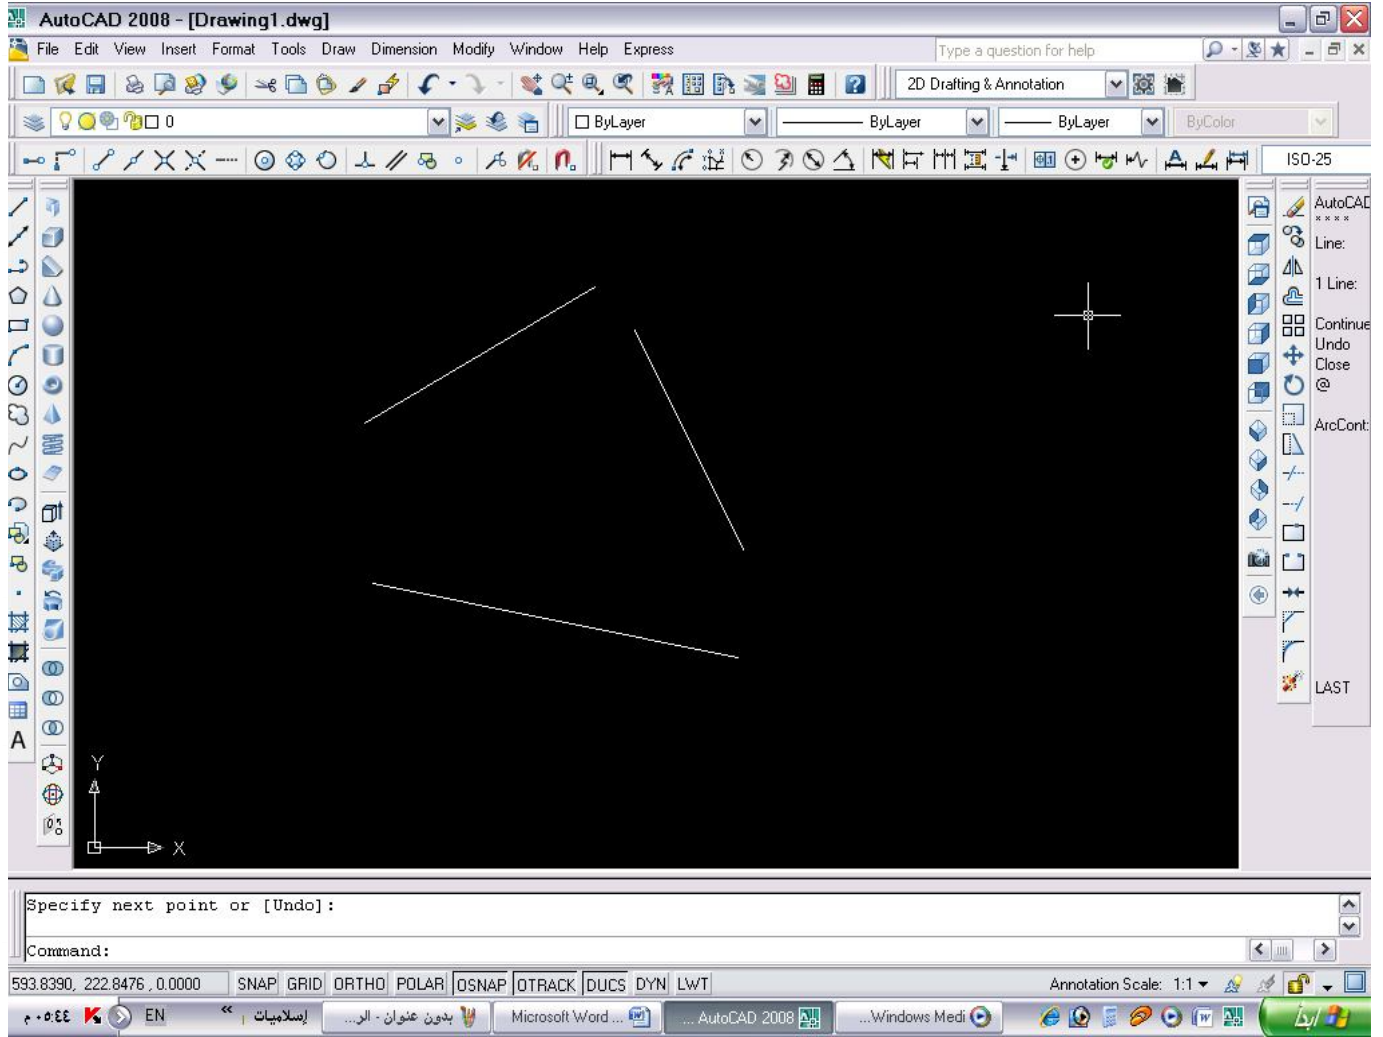 AutoCAD 2008 - [Drawing1.dwg]
File Edit View Insert Format Tools Draw Dimension Modify Window Help Express
Type a question for help
2D Drafting & Annotation
0
ByLayer
ByLayer
ByLayer
ByColor
ISO-25
AutoCAD
* * * *
Line:
1 Line:
Continue
Undo
Close
@
ArcCont:
LAST
A
Y
X
Specify next point or [Undo]:
Command:
593.8390, 222.8476 , 0.0000 SNAP GRID ORTHO POLAR OSNAP OTRACK DUCS DYN LWT Annotation Scale: 1:1
٠٥:٤٤ م EN » إسلاميات بدون عنوان - الر... Microsoft Word ... ... AutoCAD 2008 ...Windows Medi ابدأ